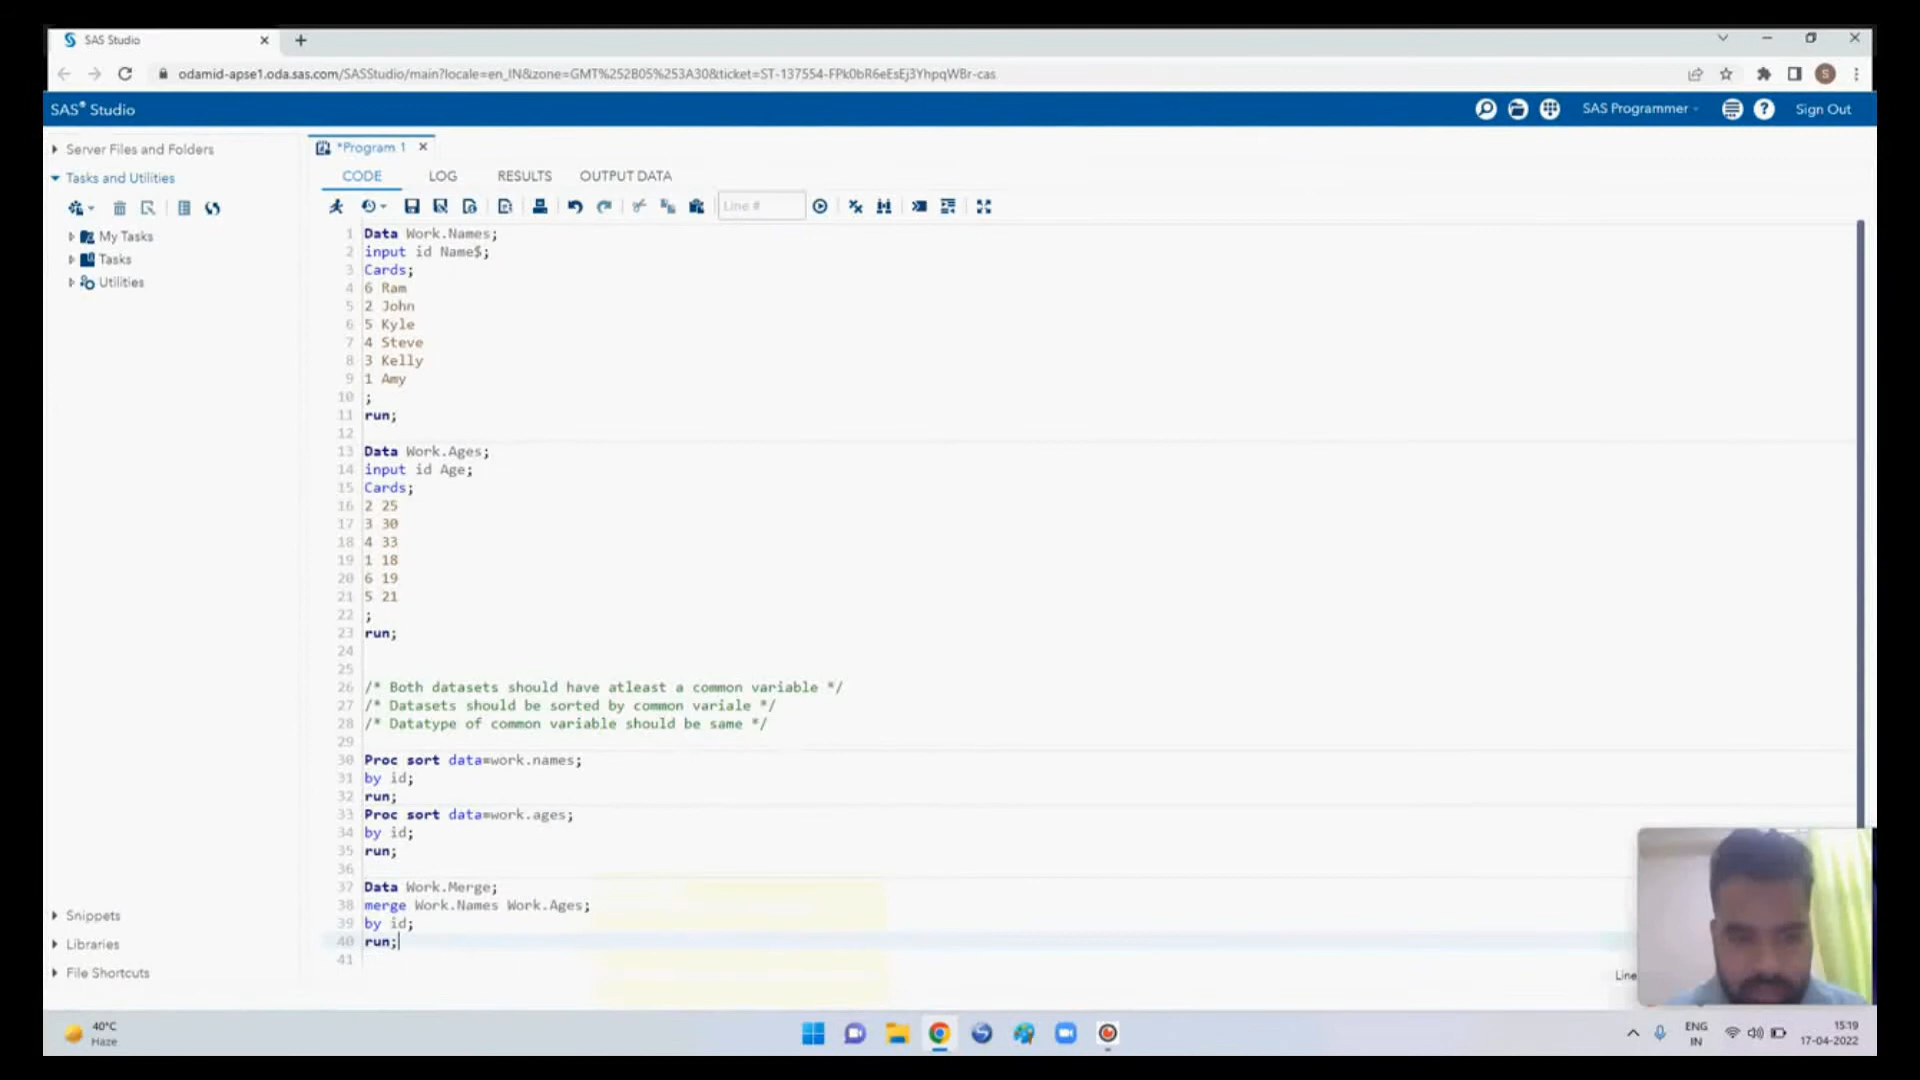 SAS Studio
odamid-apse1.oda.sas.com/SASStudio/main?locale=en_IN&zone=GMT%252B05%253A30&ticket=ST-137554-FPk0bR6eEsEj3YhpqWBr-cas
S
SAS® Studio
SAS Programmer
Sign Out
Server Files and Folders
Tasks and Utilities
My Tasks
Tasks
Utilities
Snippets
Libraries
File Shortcuts
*Program 1
CODE LOG RESULTS OUTPUT DATA
Line #
1 Data Work.Names;
2 input id Name$;
3 Cards;
4 6 Ram
5 2 John
6 5 Kyle
7 4 Steve
8 3 Kelly
9 1 Amy
10 ;
11 run;
12
13 Data Work.Ages;
14 input id Age;
15 Cards;
16 2 25
17 3 30
18 4 33
19 1 18
20 6 19
21 5 21
22 ;
23 run;
24
25
26 /* Both datasets should have atleast a common variable */
27 /* Datasets should be sorted by common variale */
28 /* Datatype of common variable should be same */
29
30 Proc sort data=work.names;
31 by id;
32 run;
33 Proc sort data=work.ages;
34 by id;
35 run;
36
37 Data Work.Merge;
38 merge Work.Names Work.Ages;
39 by id;
40 run;
41
Line
40°C
Haze
ENG
IN
15:19
17-04-2022